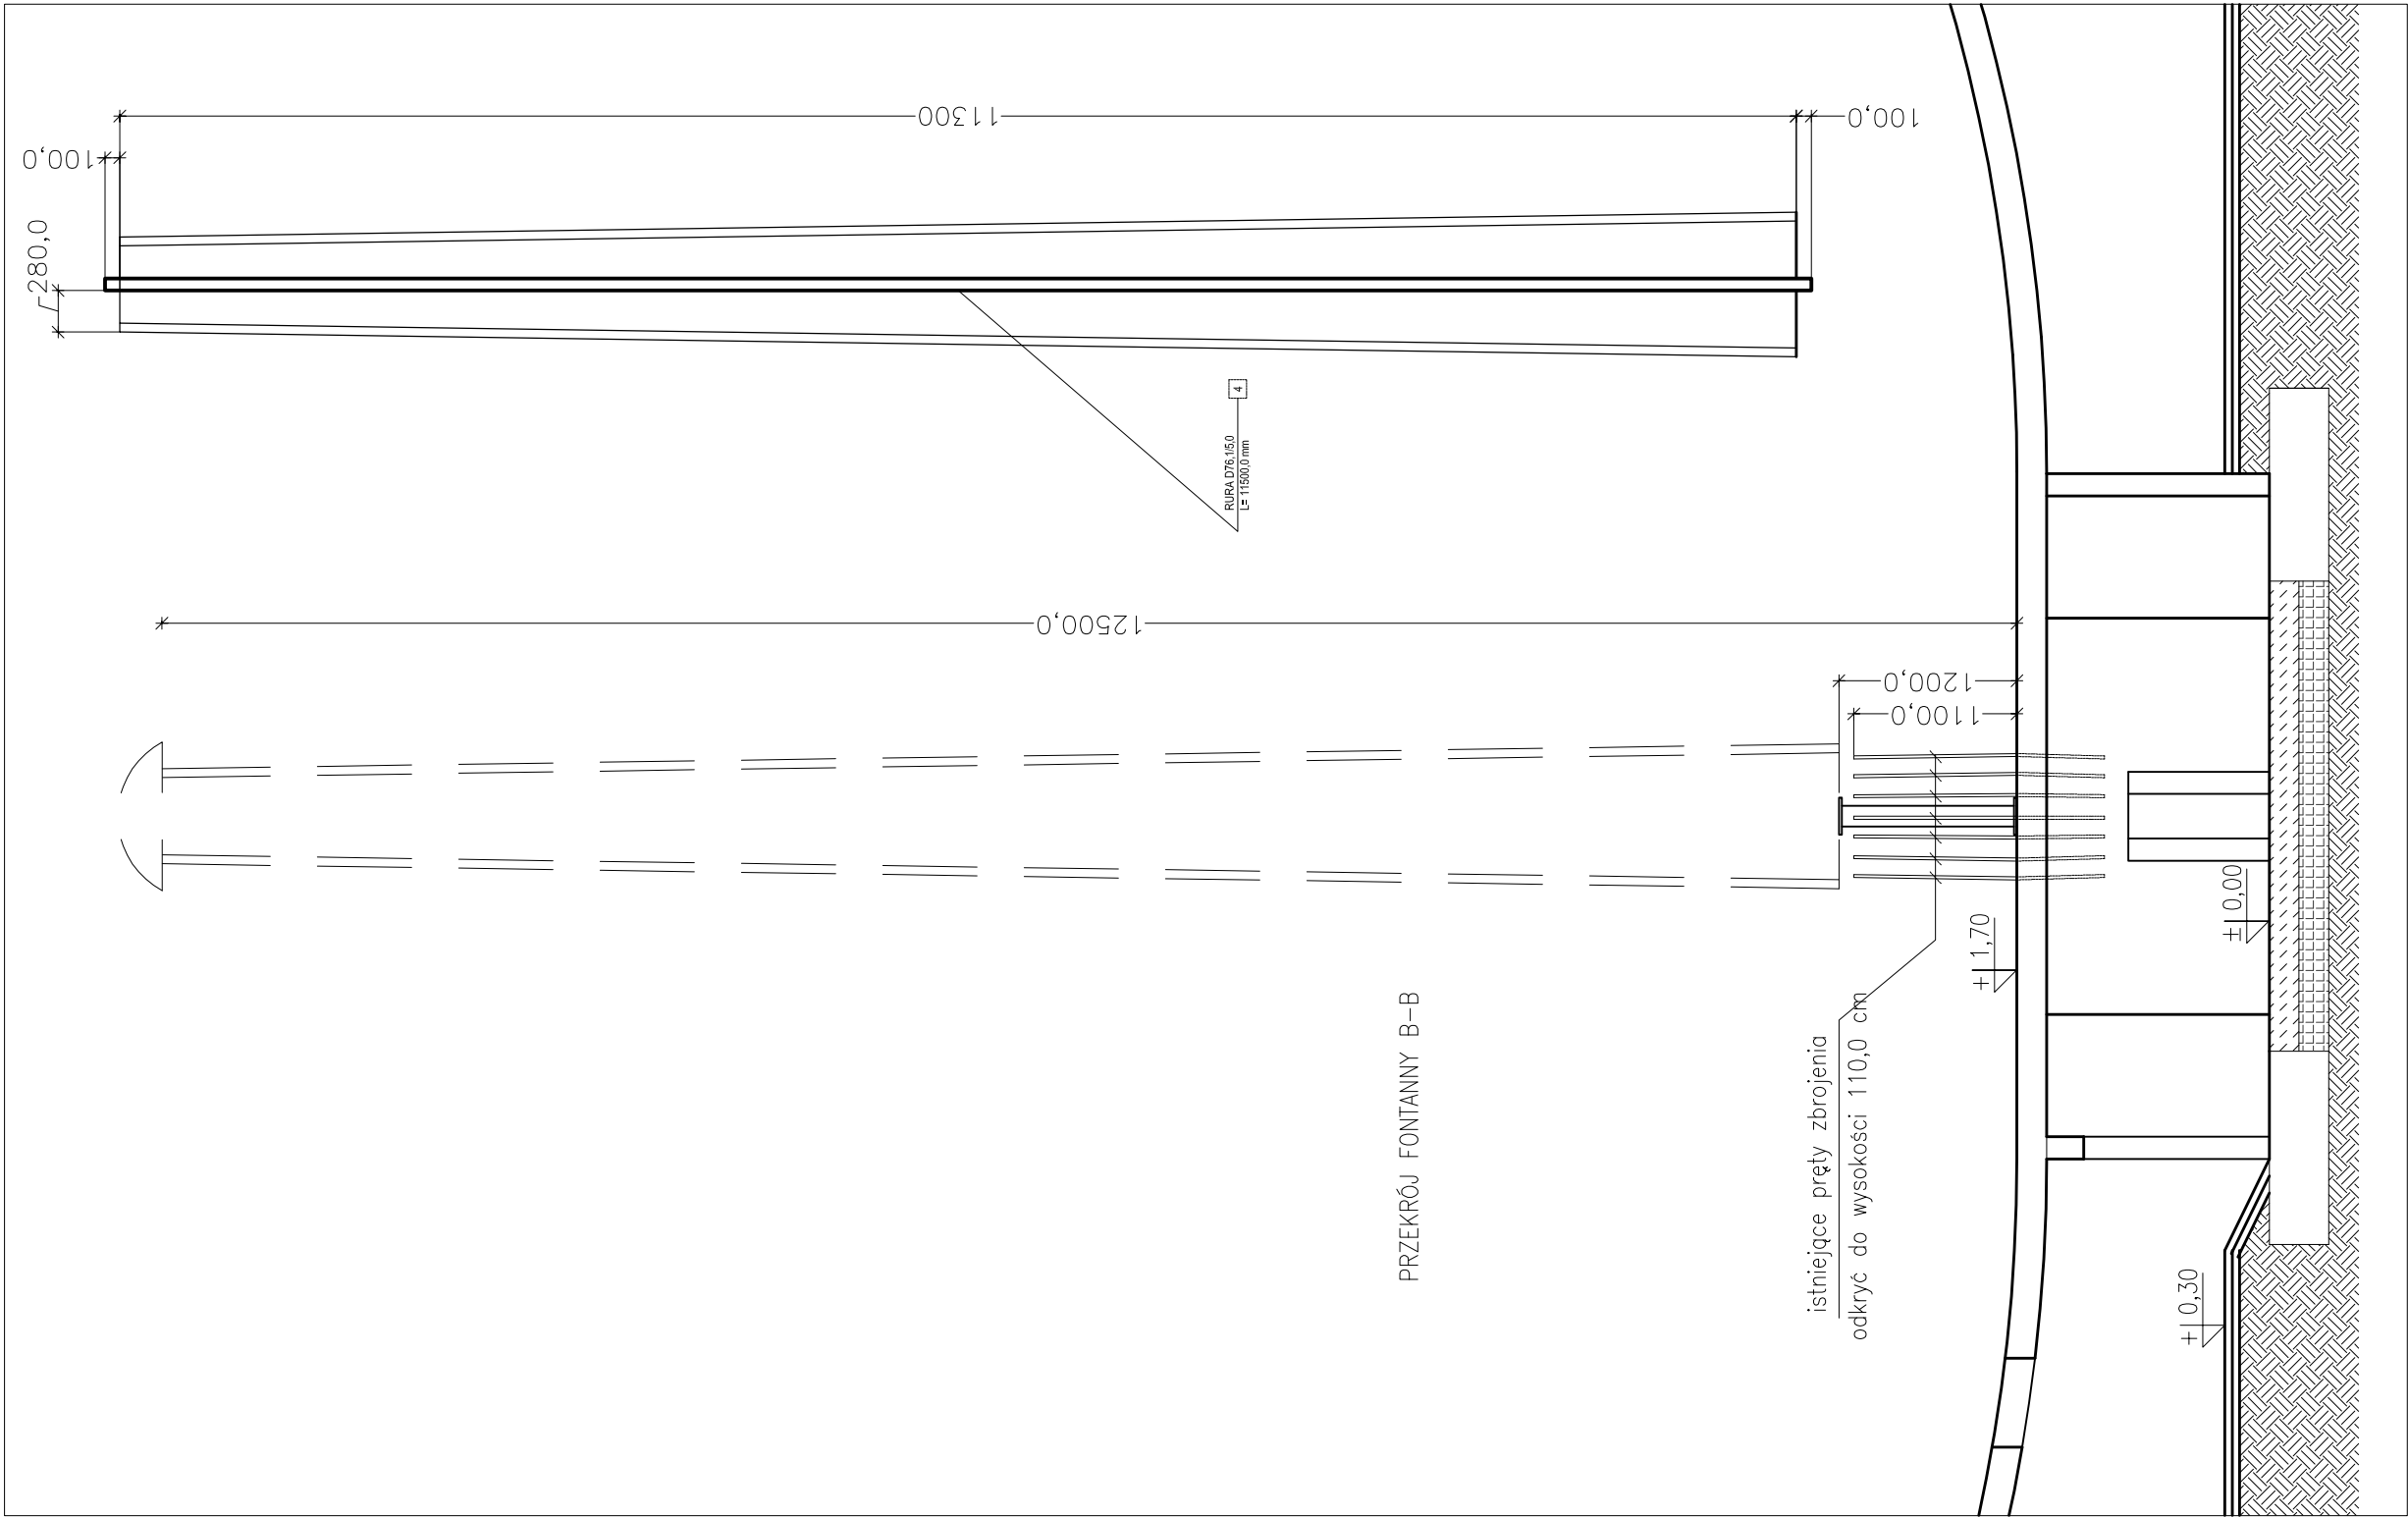 100,0
280,0
11300
100,0
RURA D76,1/5,0
L= 11500,0 mm
4
12500,0
1200,0
1100,0
PRZEKRÓJ FONTANNY B-B
istniejące pręty zbrojenia
odkryć do wysokości 110,0 cm
+ 1,70
± 0,00
+ 0,30